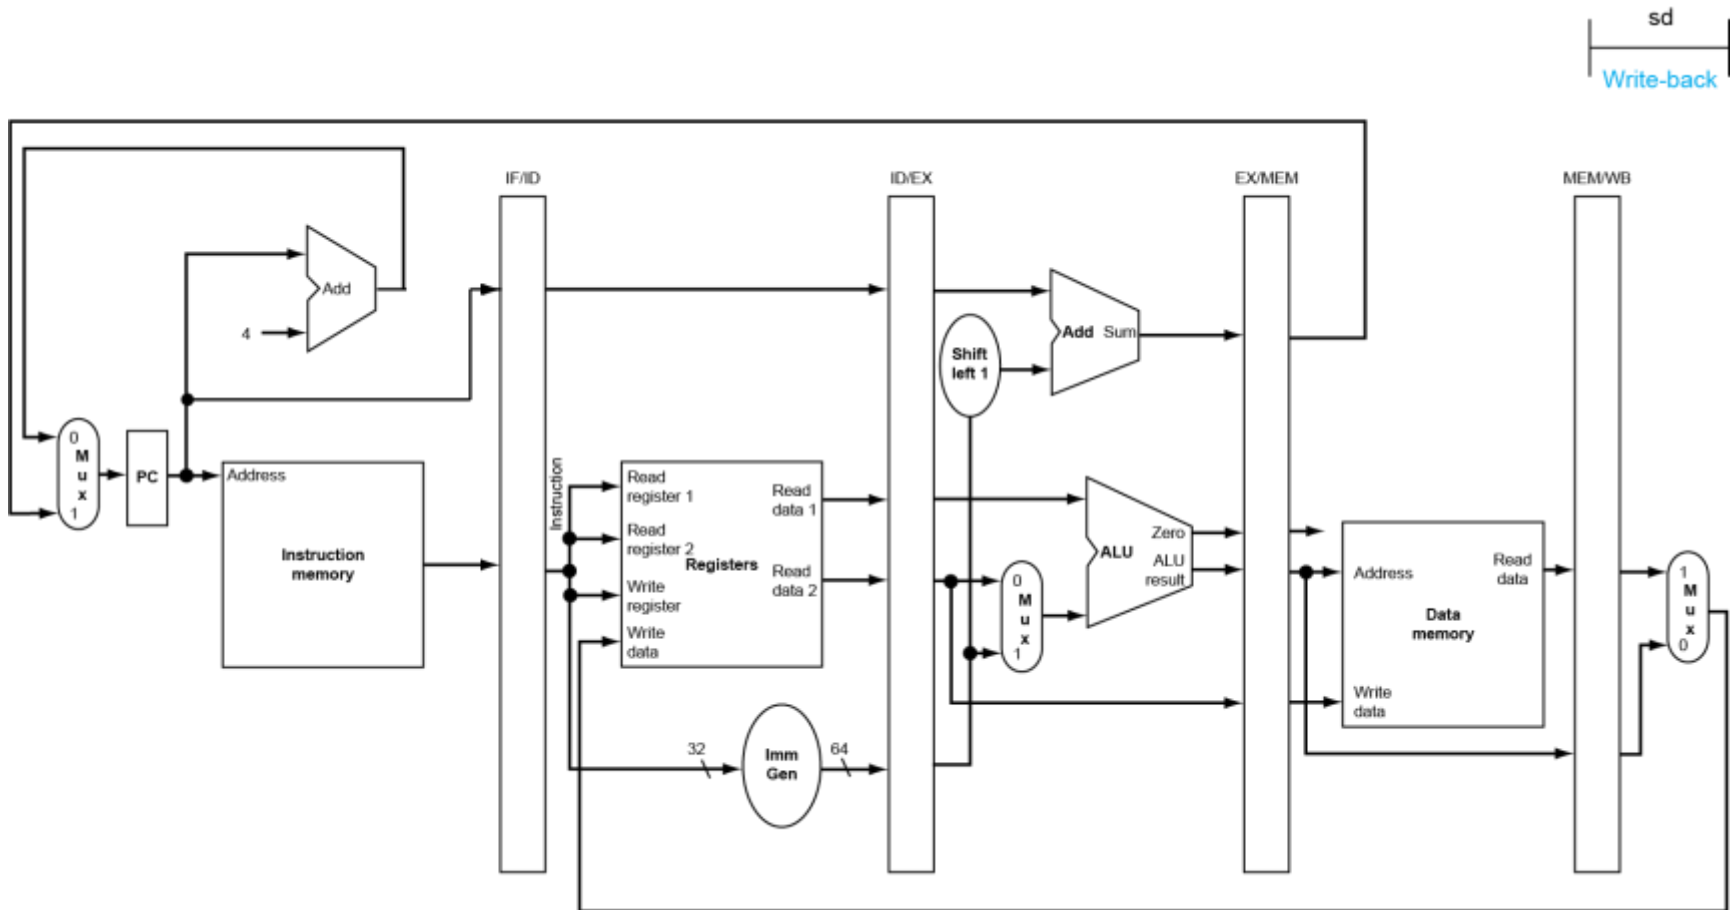 sd
Write-back
IF/ID
ID/EX
EX/MEM
MEM/WB
Add
4
Add Sum
Shift
left 1
0
M
u
x
1
PC
Address
Instruction
memory
Instruction
Read
register 1
Read
register 2
Write
register
Write
data
Registers
Read
data 1
Read
data 2
32
Imm
Gen
64
0
M
u
x
1
Zero
ALU
ALU
result
Address
Read
data
Data
memory
Write
data
1
M
u
x
0